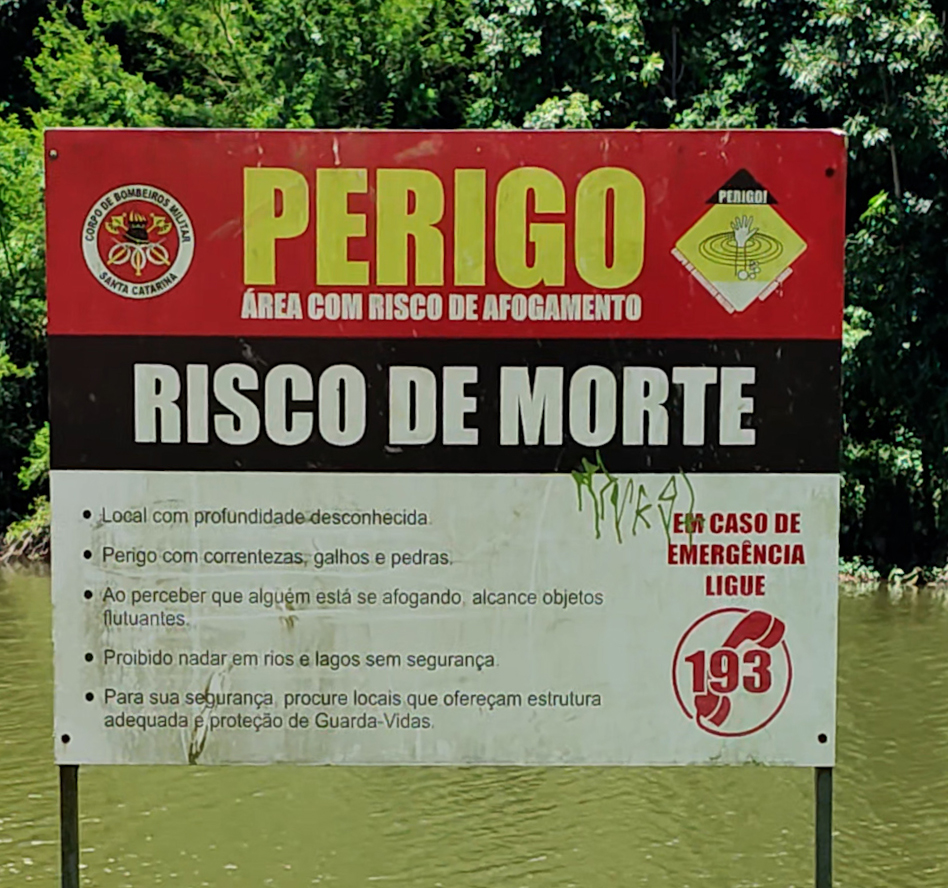 CORPO DE BOMBEIROS MILITAR
SANTA CATARINA
PERIGO
ÁREA COM RISCO DE AFOGAMENTO
PERIGO!
RISCO DE MORTE
Local com profundidade desconhecida.
Perigo com correntezas, galhos e pedras.
Ao perceber que alguém está se afogando, alcance objetos
flutuantes.
Proibido nadar em rios e lagos sem segurança.
Para sua segurança, procure locais que ofereçam estrutura
adequada e proteção de Guarda-Vidas.
EM CASO DE
EMERGÊNCIA
LIGUE
193